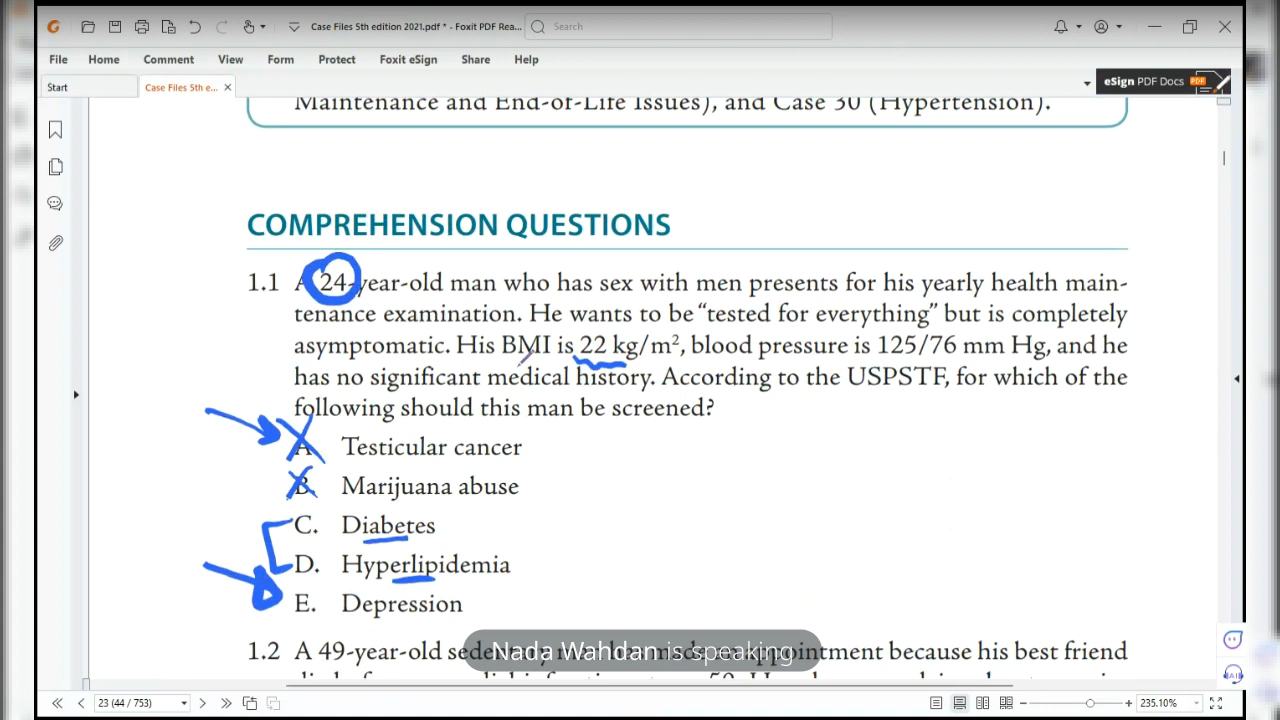 Case Files 5th edition 2021.pdf * - Foxit PDF Rea...
Search
File Home Comment View Form Protect Foxit eSign Share Help
Start
Case Files 5th e...
eSign PDF Docs
Maintenance and End-of-Life Issues), and Case 30 (Hypertension).
COMPREHENSION QUESTIONS
1.1 A 24-year-old man who has sex with men presents for his yearly health main-
tenance examination. He wants to be “tested for everything” but is completely
asymptomatic. His BMI is 22 kg/m², blood pressure is 125/76 mm Hg, and he
has no significant medical history. According to the USPSTF, for which of the
following should this man be screened?
A. Testicular cancer
B. Marijuana abuse
C. Diabetes
D. Hyperlipidemia
E. Depression
Nada Wahdan is speaking
1.2 A 49-year-old made an appointment because his best friend
23 (44 / 753)
235.10%